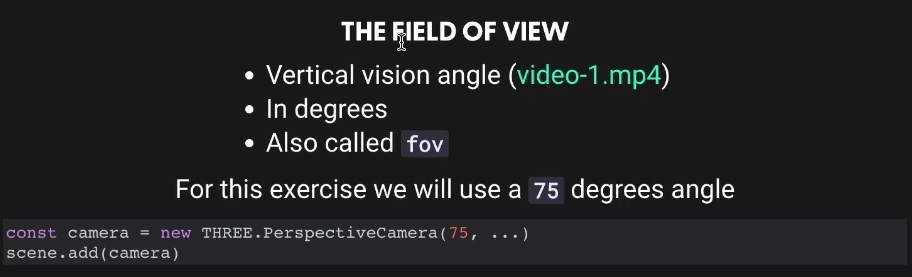 THE FIELD OF VIEW
• Vertical vision angle (video-1.mp4)
• In degrees
• Also called fov
For this exercise we will use a 75 degrees angle
const camera = new THREE.PerspectiveCamera(75, ...)
scene.add(camera)